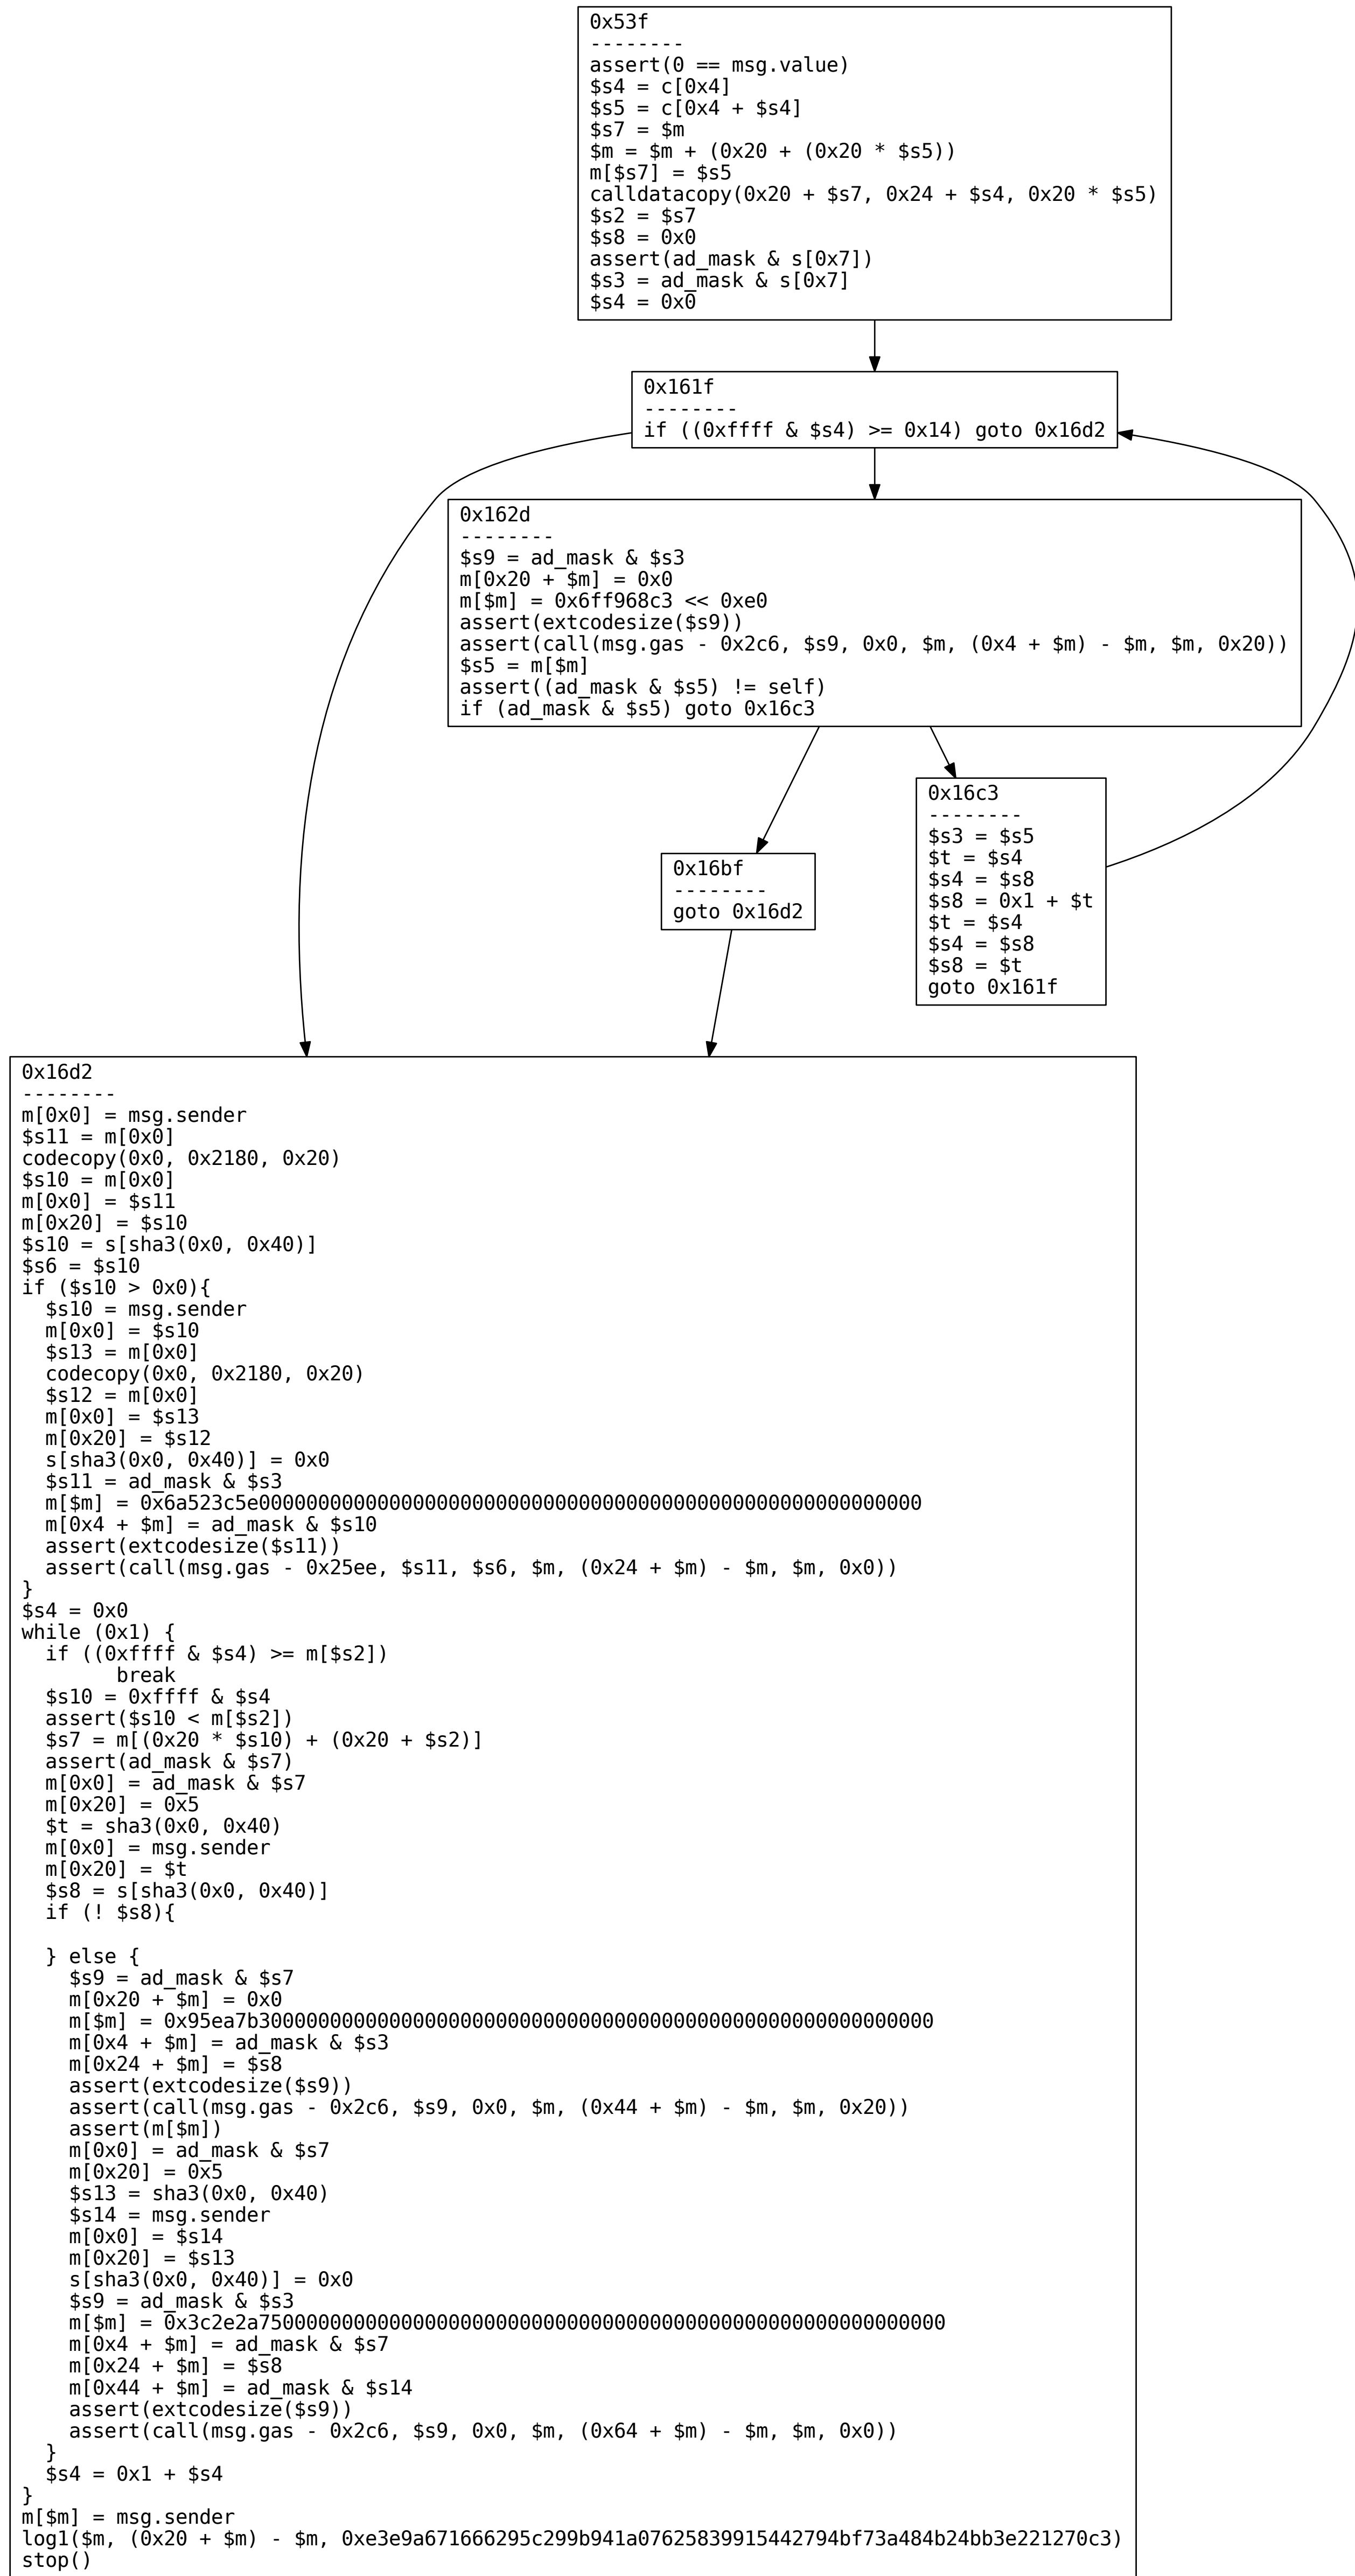 0x53f
--------
assert(0 == msg.value)
$s4 = c[0x4]
$s5 = c[0x4 + $s4]
$s7 = $m
$m = $m + (0x20 + (0x20 * $s5))
m[$s7] = $s5
calldatacopy(0x20 + $s7, 0x24 + $s4, 0x20 * $s5)
$s2 = $s7
$s8 = 0x0
assert(ad_mask & s[0x7])
$s3 = ad_mask & s[0x7]
$s4 = 0x0
0x161f
--------
if ((0xffff & $s4) >= 0x14) goto 0x16d2
0x162d
--------
$s9 = ad_mask & $s3
m[0x20 + $m] = 0x0
m[$m] = 0x6ff968c3 << 0xe0
assert(extcodesize($s9))
assert(call(msg.gas - 0x2c6, $s9, 0x0, $m, (0x4 + $m) - $m, $m, 0x20))
$s5 = m[$m]
assert((ad_mask & $s5) != self)
if (ad_mask & $s5) goto 0x16c3
0x16c3
--------
$s3 = $s5
$t = $s4
$s4 = $s8
$s8 = 0x1 + $t
$t = $s4
$s4 = $s8
$s8 = $t
goto 0x161f
0x16bf
--------
goto 0x16d2
0x16d2
--------
m[0x0] = msg.sender
$s11 = m[0x0]
codecopy(0x0, 0x2180, 0x20)
$s10 = m[0x0]
m[0x0] = $s11
m[0x20] = $s10
$s10 = s[sha3(0x0, 0x40)]
$s6 = $s10
if ($s10 > 0x0){
  $s10 = msg.sender
  m[0x0] = $s10
  $s13 = m[0x0]
  codecopy(0x0, 0x2180, 0x20)
  $s12 = m[0x0]
  m[0x0] = $s13
  m[0x20] = $s12
  s[sha3(0x0, 0x40)] = 0x0
  $s11 = ad_mask & $s3
  m[$m] = 0x6a523c5e00000000000000000000000000000000000000000000000000000000
  m[0x4 + $m] = ad_mask & $s10
  assert(extcodesize($s11))
  assert(call(msg.gas - 0x25ee, $s11, $s6, $m, (0x24 + $m) - $m, $m, 0x0))
}
$s4 = 0x0
while (0x1) {
  if ((0xffff & $s4) >= m[$s2])
        break
  $s10 = 0xffff & $s4
  assert($s10 < m[$s2])
  $s7 = m[(0x20 * $s10) + (0x20 + $s2)]
  assert(ad_mask & $s7)
  m[0x0] = ad_mask & $s7
  m[0x20] = 0x5
  $t = sha3(0x0, 0x40)
  m[0x0] = msg.sender
  m[0x20] = $t
  $s8 = s[sha3(0x0, 0x40)]
  if (! $s8){
  } else {
    $s9 = ad_mask & $s7
    m[0x20 + $m] = 0x0
    m[$m] = 0x95ea7b300000000000000000000000000000000000000000000000000000000
    m[0x4 + $m] = ad_mask & $s3
    m[0x24 + $m] = $s8
    assert(extcodesize($s9))
    assert(call(msg.gas - 0x2c6, $s9, 0x0, $m, (0x44 + $m) - $m, $m, 0x20))
    assert(m[$m])
    m[0x0] = ad_mask & $s7
    m[0x20] = 0x5
    $s13 = sha3(0x0, 0x40)
    $s14 = msg.sender
    m[0x0] = $s14
    m[0x20] = $s13
    s[sha3(0x0, 0x40)] = 0x0
    $s9 = ad_mask & $s3
    m[$m] = 0x3c2e2a7500000000000000000000000000000000000000000000000000000000
    m[0x4 + $m] = ad_mask & $s7
    m[0x24 + $m] = $s8
    m[0x44 + $m] = ad_mask & $s14
    assert(extcodesize($s9))
    assert(call(msg.gas - 0x2c6, $s9, 0x0, $m, (0x64 + $m) - $m, $m, 0x0))
  }
  $s4 = 0x1 + $s4
}
m[$m] = msg.sender
log1($m, (0x20 + $m) - $m, 0xe3e9a671666295c299b941a07625839915442794bf73a484b24bb3e221270c3)
stop()